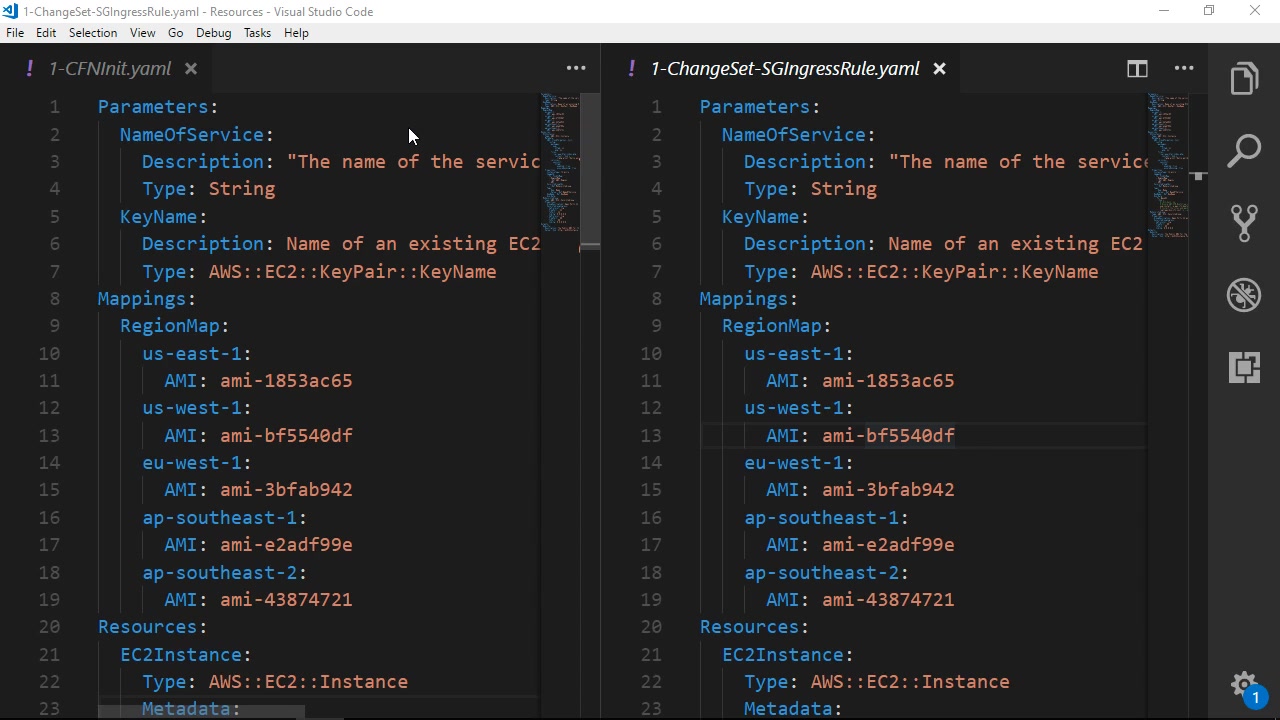 1-ChangeSet-SGIngressRule.yaml - Resources - Visual Studio Code
File Edit Selection View Go Debug Tasks Help
! 1-CFNInit.yaml
1 Parameters:
2 NameOfService:
3 Description: "The name of the servic
4 Type: String
5 KeyName:
6 Description: Name of an existing EC2
7 Type: AWS::EC2::KeyPair::KeyName
8 Mappings:
9 RegionMap:
10 us-east-1:
11 AMI: ami-1853ac65
12 us-west-1:
13 AMI: ami-bf5540df
14 eu-west-1:
15 AMI: ami-3bfab942
16 ap-southeast-1:
17 AMI: ami-e2adf99e
18 ap-southeast-2:
19 AMI: ami-43874721
20 Resources:
21 EC2Instance:
22 Type: AWS::EC2::Instance
23 Metadata:
! 1-ChangeSet-SGIngressRule.yaml
1 Parameters:
2 NameOfService:
3 Description: "The name of the service
4 Type: String
5 KeyName:
6 Description: Name of an existing EC2
7 Type: AWS::EC2::KeyPair::KeyName
8 Mappings:
9 RegionMap:
10 us-east-1:
11 AMI: ami-1853ac65
12 us-west-1:
13 AMI: ami-bf5540df
14 eu-west-1:
15 AMI: ami-3bfab942
16 ap-southeast-1:
17 AMI: ami-e2adf99e
18 ap-southeast-2:
19 AMI: ami-43874721
20 Resources:
21 EC2Instance:
22 Type: AWS::EC2::Instance
23 Metadata:
1